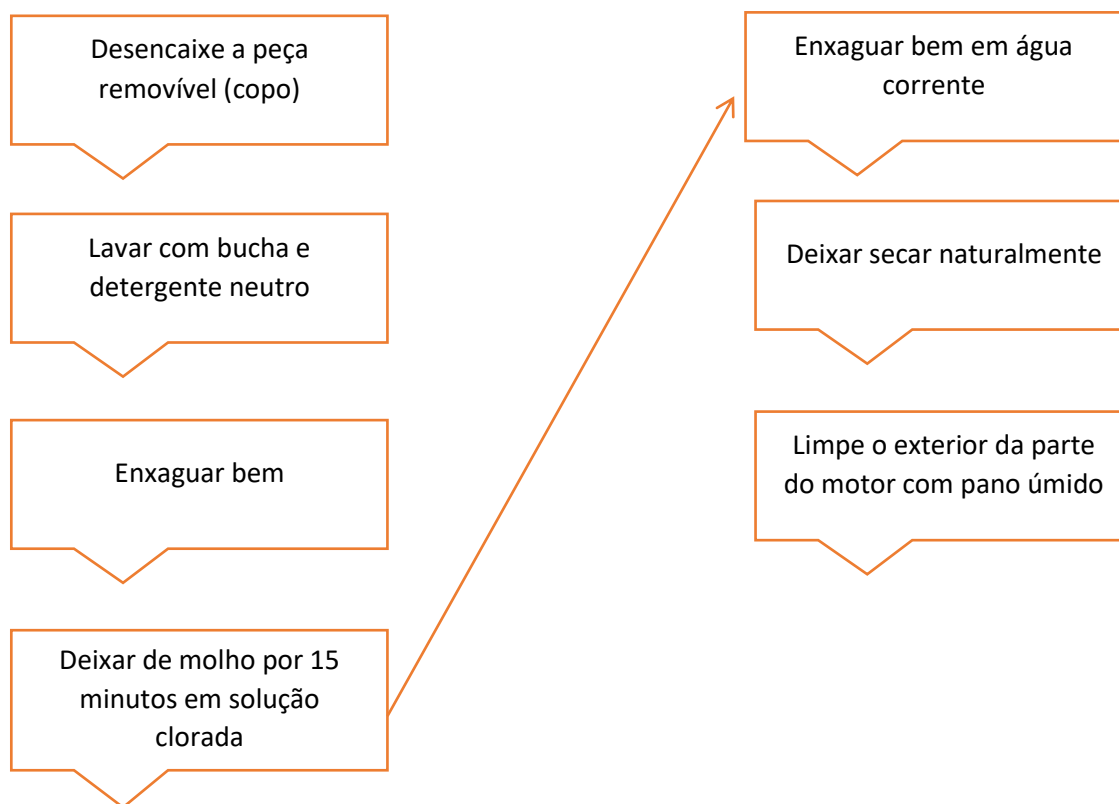 Desencaixe a peça
removível (copo)
Lavar com bucha e
detergente neutro
Enxaguar bem
Deixar de molho por 15
minutos em solução
clorada
Enxaguar bem em água
corrente
Deixar secar naturalmente
Limpe o exterior da parte
do motor com pano úmido